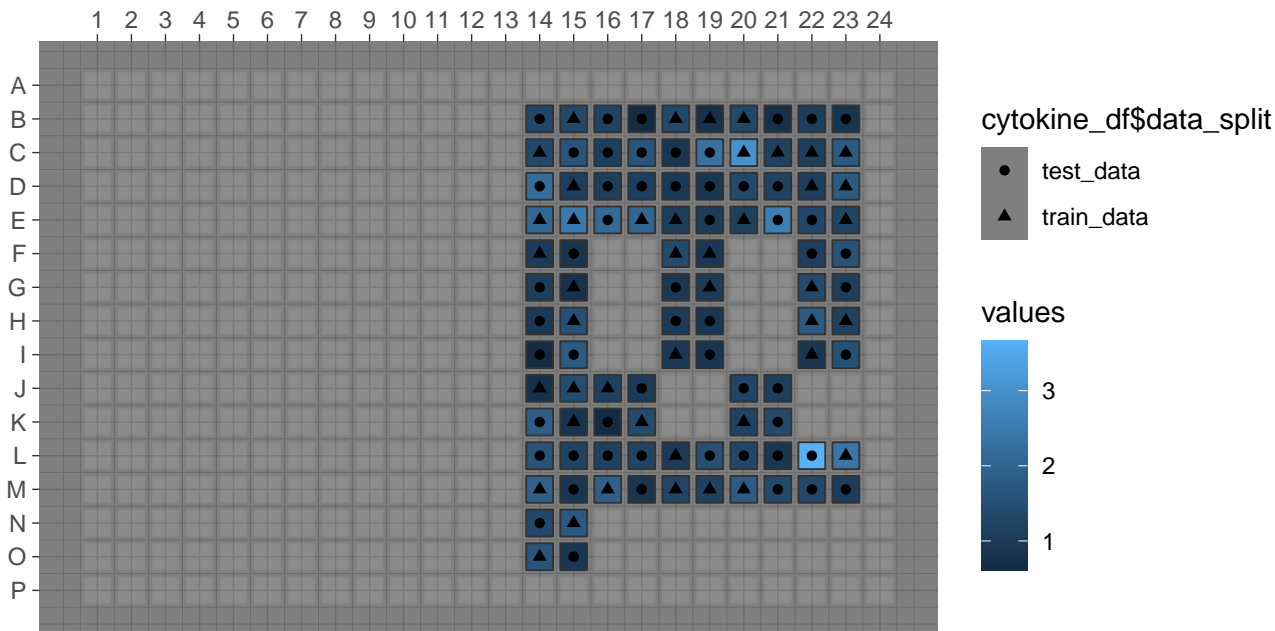 1 2 3 4 5 6 7 8 9 10 11 12 13 14 15 16 17 18 19 20 21 22 23 24
A
B
C
D
E
F
G
H
I
J
K
L
M
N
O
P
cytokine_df$data_split
test_data
train_data
values
3
2
1